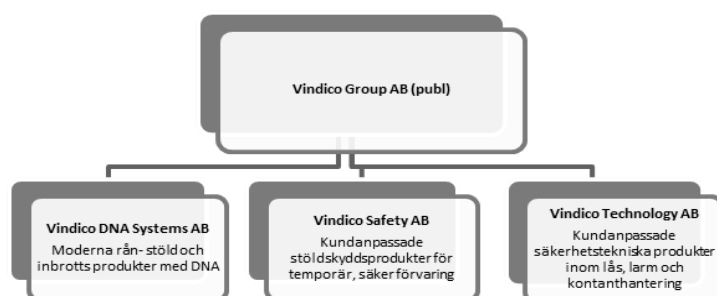 Vindico Group AB (publ)
Vindico DNA Systems AB
Moderna rån- stöld och
inbrotts produkter med DNA
Vindico Safety AB
Kundanpassade
stöldskyddsprodukter för
temporär, säker förvaring
Vindico Technology AB
Kundanpassade
säkerhetstekniska produkter
inom lås, larm och
kontanthantering